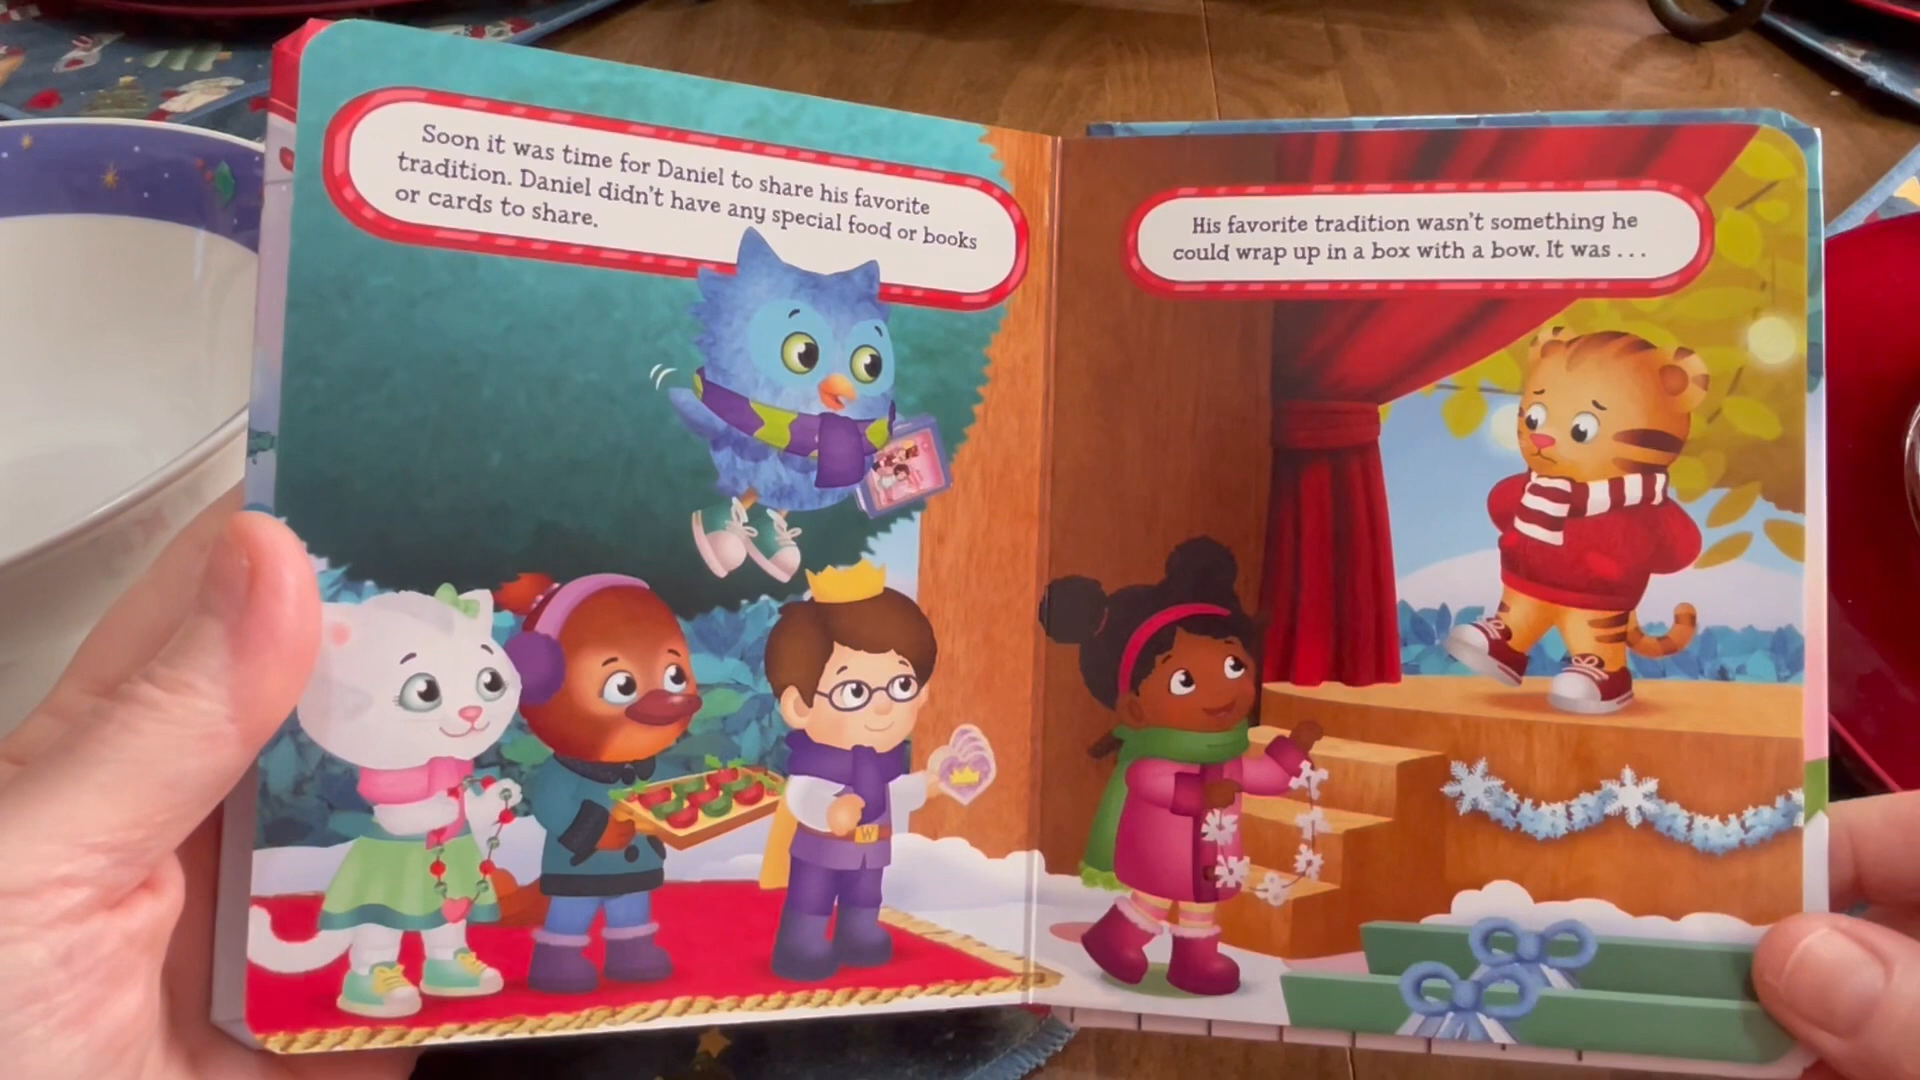 Soon it was time for Daniel to share his favorite
tradition. Daniel didn't have any special food or books
or cards to share.
His favorite tradition wasn't something he
could wrap up in a box with a bow. It was . . .
W